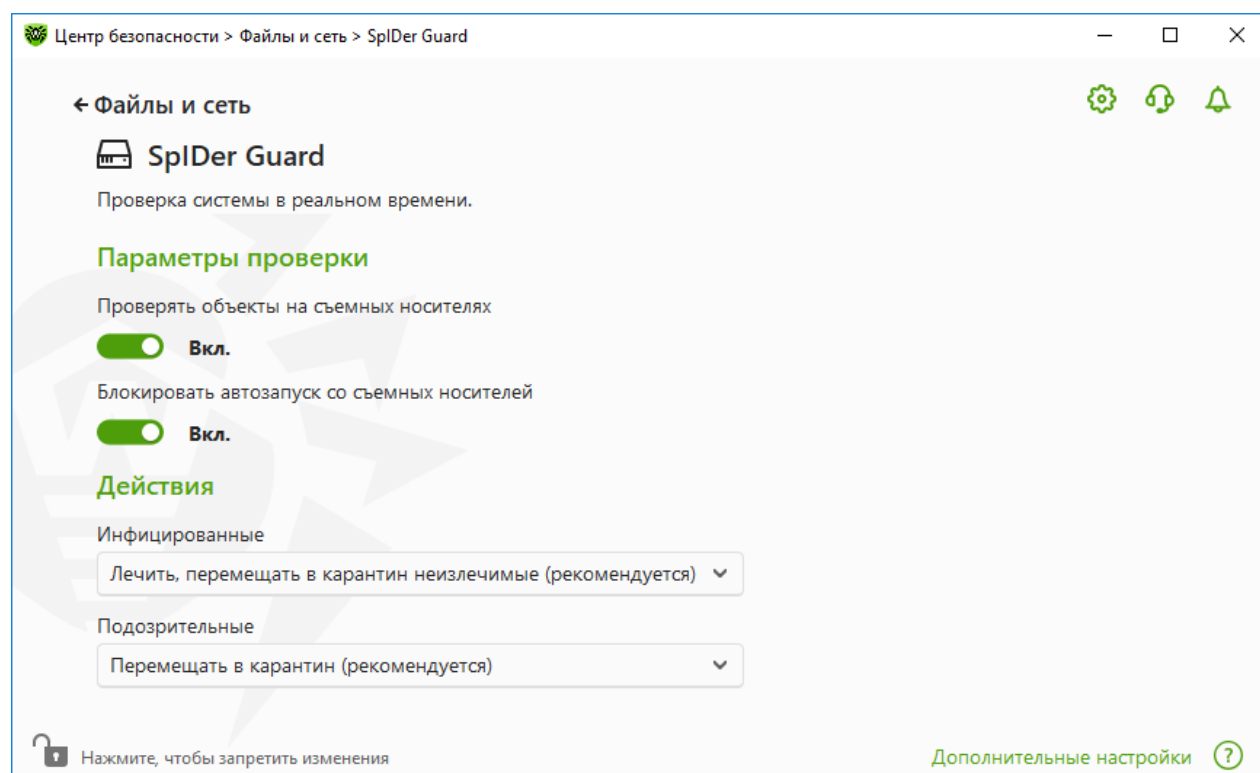 Центр безопасности > Файлы и сеть > SpIDer Guard
Файлы и сеть
SpIDer Guard
Проверка системы в реальном времени.
Параметры проверки
Проверять объекты на съемных носителях
Вкл.
Блокировать автозапуск со съемных носителей
Вкл.
Действия
Инфицированные
Лечить, перемещать в карантин неизлечимые (рекомендуется)
Подозрительные
Перемещать в карантин (рекомендуется)
Нажмите, чтобы запретить изменения
Дополнительные настройки ?